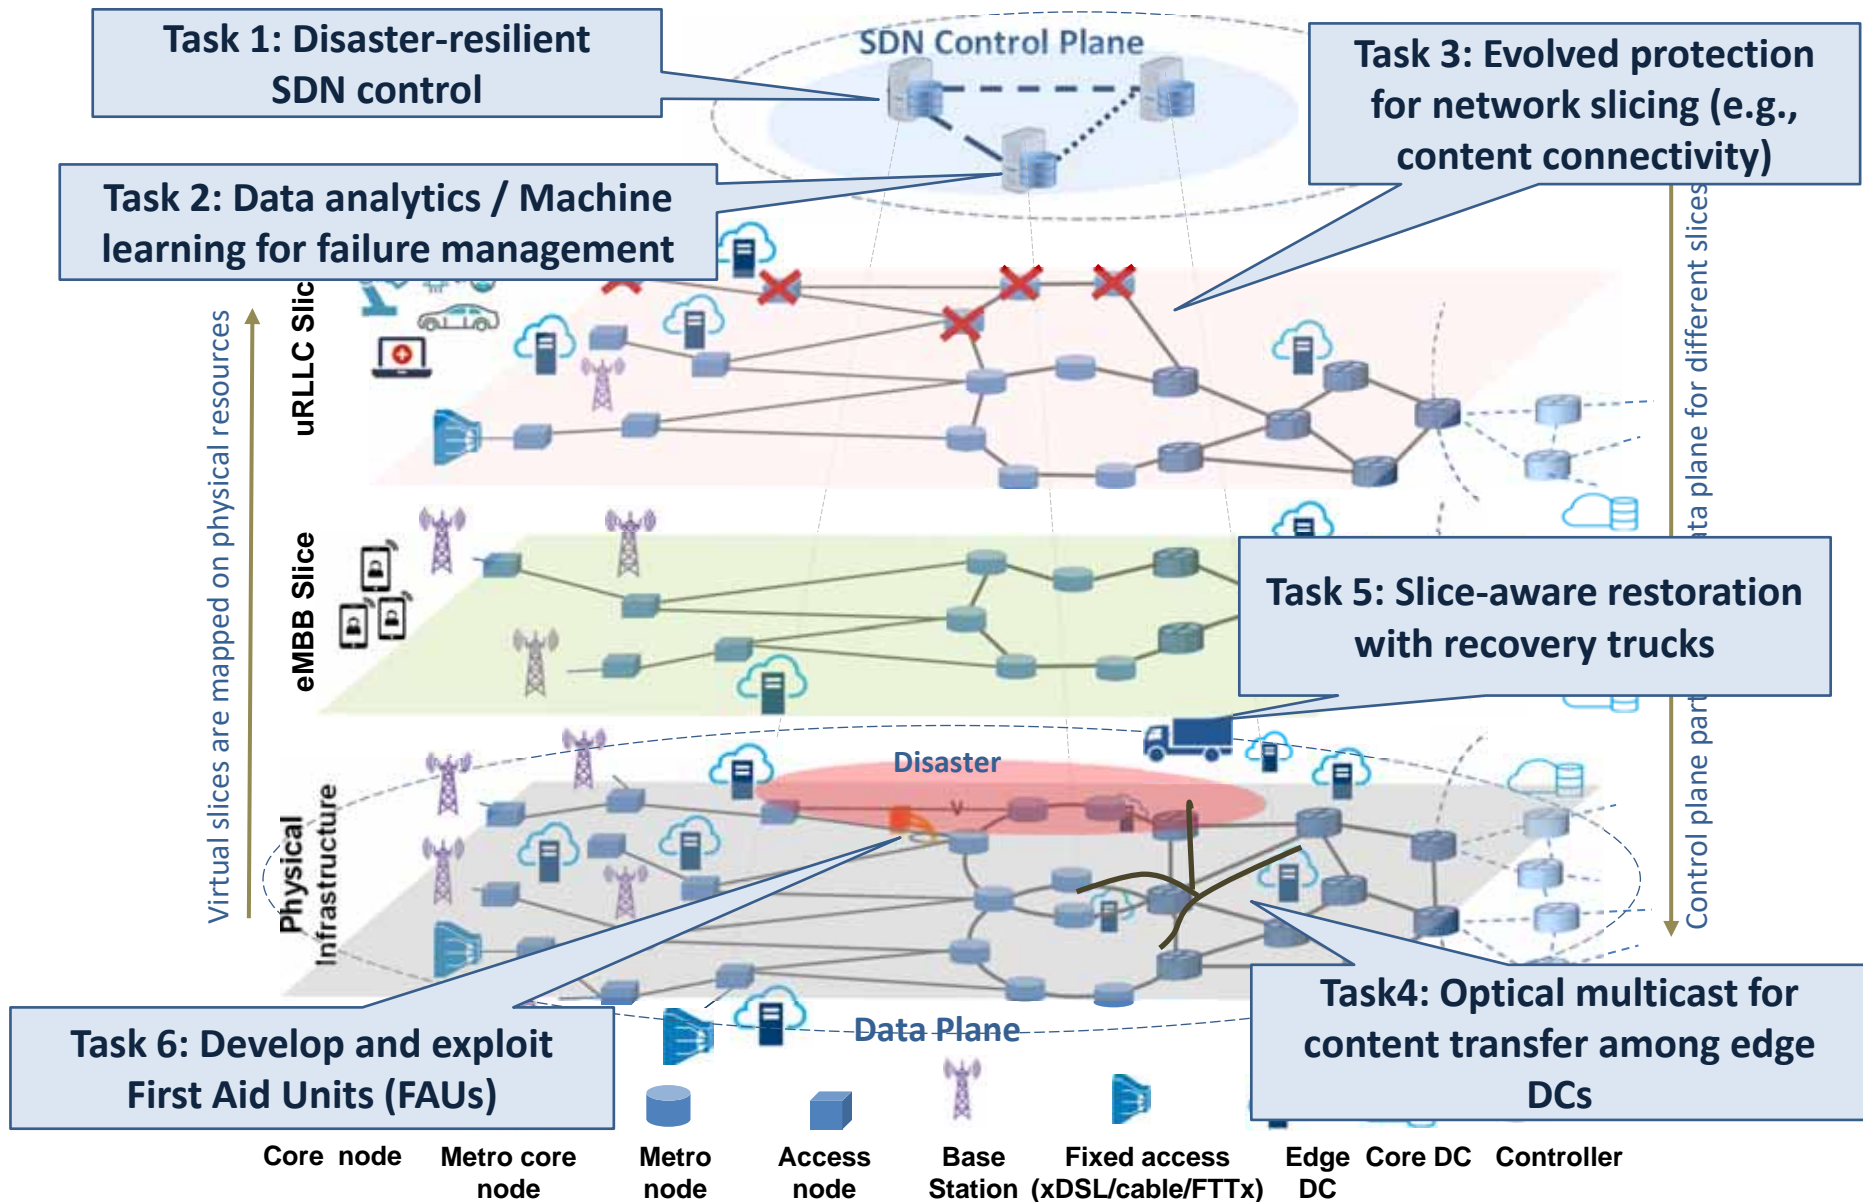 Task 1: Disaster-resilient
SDN control
SDN Control Plane
Task 3: Evolved protection
for network slicing (e.g.,
content connectivity)
Task 2: Data analytics / Machine
learning for failure management
Virtual slices are mapped on physical resources
uRLLC Slic
eMBB Slice
Physical
Infrastructure
Control plane part
ata plane for different slices
Task 5: Slice-aware restoration
with recovery trucks
Disaster
V
Task 6: Develop and exploit
First Aid Units (FAUs)
Data Plane
Task4: Optical multicast for
content transfer among edge
DCs
Core node
Metro core
node
Metro
node
Access
node
Base
Station
Fixed access
(xDSL/cable/FTTx)
Edge
DC
Core DC
Controller